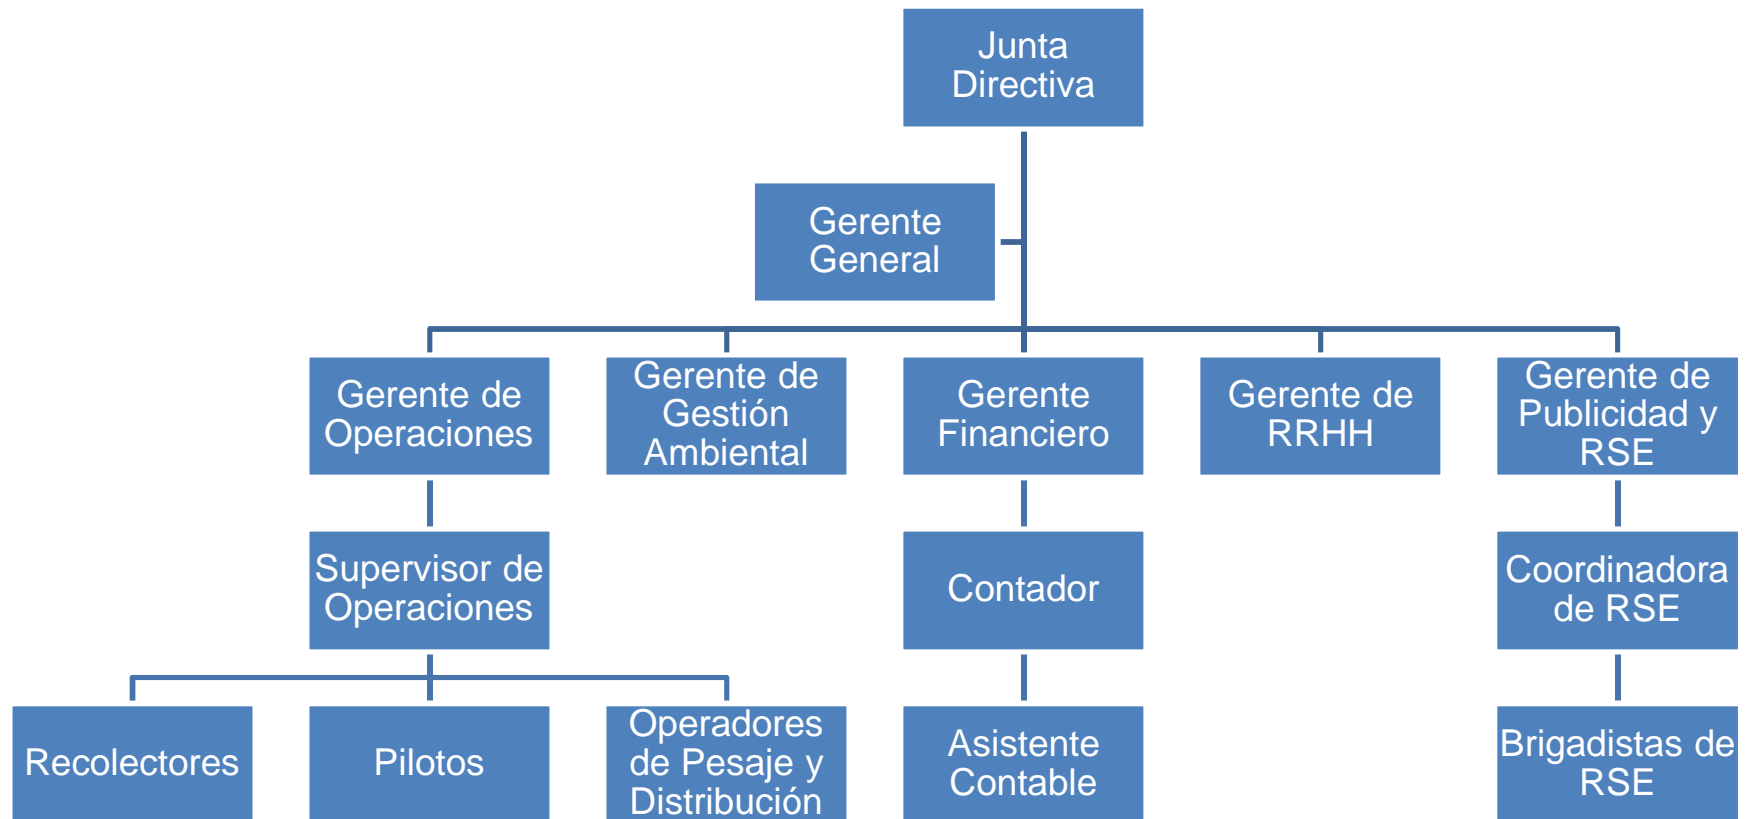 Junta
Directiva
Gerente
General
Gerente de
Operaciones
Gerente de
Gestión
Ambiental
Gerente
Financiero
Gerente de
RRHH
Gerente de
Publicidad y
RSE
Supervisor de
Operaciones
Contador
Coordinadora
de RSE
Recolectores
Pilotos
Operadores
de Pesaje y
Distribución
Asistente
Contable
Brigadistas de
RSE